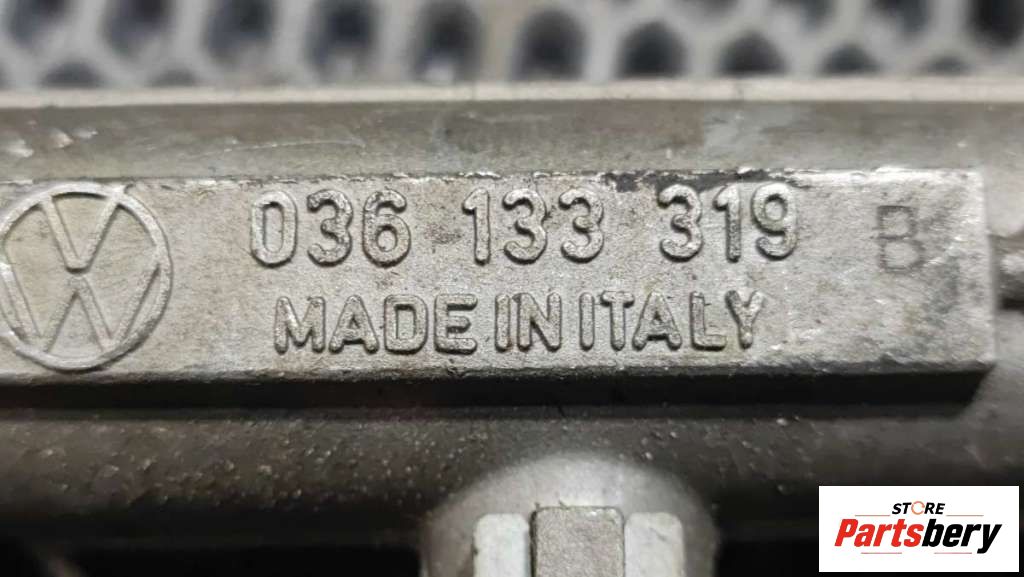 036 133 319 B
MADE IN ITALY
STORE
Partsbery